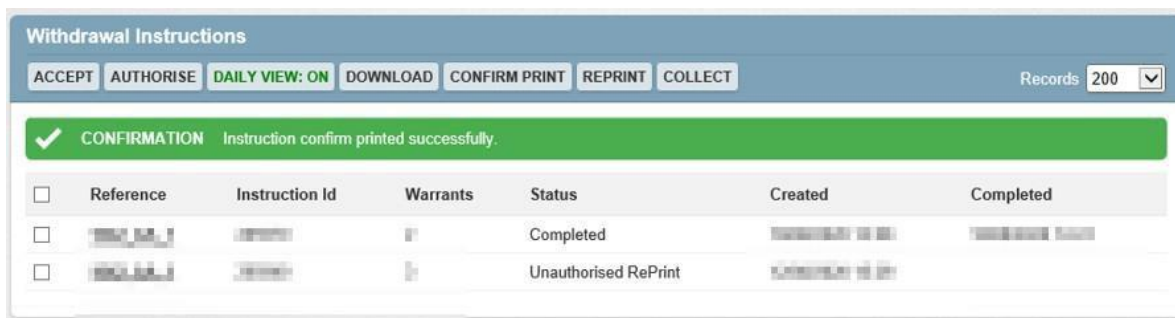 Withdrawal Instructions
ACCEPT AUTHORISE DAILY VIEW: ON DOWNLOAD CONFIRM PRINT REPRINT COLLECT Records 200
CONFIRMATION Instruction confirm printed successfully.
Reference Instruction Id Warrants Status Created Completed
Completed
Unauthorised RePrint